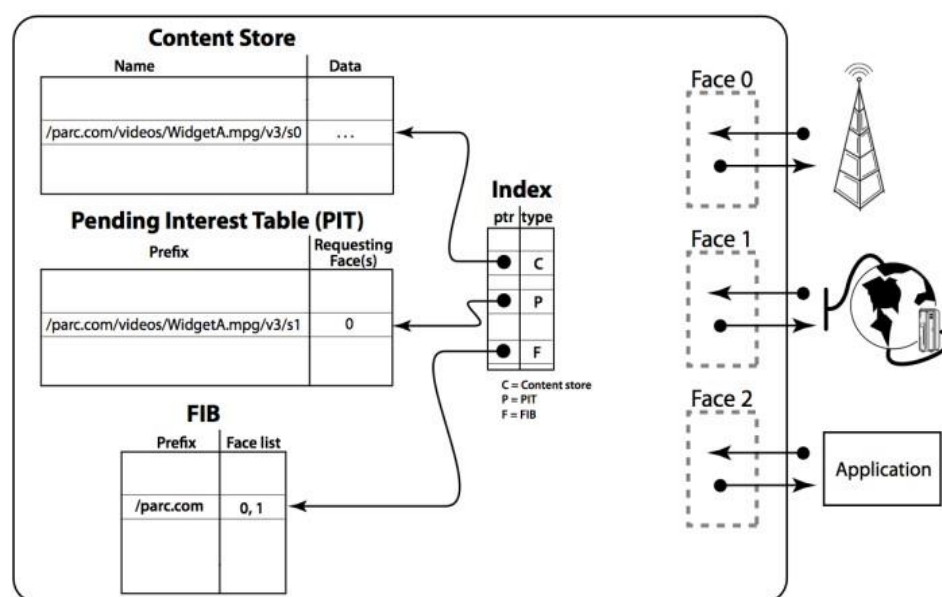 Content Store
Name Data
/parc.com/videos/WidgetA.mpg/v3/s0 ...
Pending Interest Table (PIT)
Prefix Requesting Face(s)
/parc.com/videos/WidgetA.mpg/v3/s1 0
FIB
Prefix Face list
/parc.com 0, 1
Index
ptr type
C
P
F
C = Content store
P = PIT
F = FIB
Face 0
Face 1
Face 2
Application